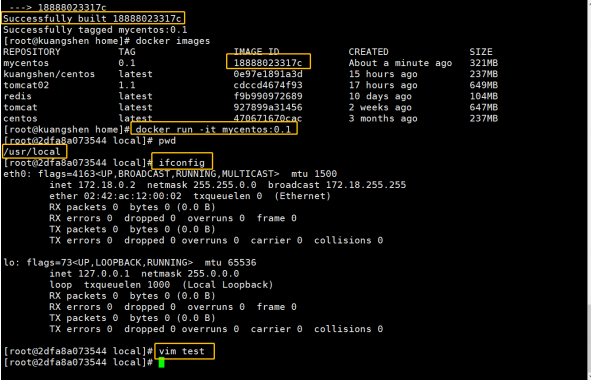 ---> 18888023317c
Successfully built 18888023317c
Successfully tagged mycentos:0.1
[root@kuangshen home]# docker images
REPOSITORY TAG IMAGE ID CREATED SIZE
mycentos 0.1 18888023317c About a minute ago 321MB
kuangshen/centos latest 0e97e1891a3d 15 hours ago 237MB
tomcat02 1.1 cdccd4674f93 17 hours ago 649MB
redis latest f9b990972689 10 days ago 104MB
tomcat latest 927899a31456 2 weeks ago 647MB
centos latest 470671670cac 3 months ago 237MB
[root@kuangshen home]# docker run -it mycentos:0.1
[root@2dfa8a073544 local]# pwd
/usr/local
[root@2dfa8a073544 local]# ifconfig
eth0: flags=4163<UP,BROADCAST,RUNNING,MULTICAST> mtu 1500
inet 172.18.0.2 netmask 255.255.0.0 broadcast 172.18.255.255
ether 02:42:ac:12:00:02 txqueuelen 0 (Ethernet)
RX packets 0 bytes 0 (0.0 B)
RX errors 0 dropped 0 overruns 0 frame 0
TX packets 0 bytes 0 (0.0 B)
TX errors 0 dropped 0 overruns 0 carrier 0 collisions 0
lo: flags=73<UP,LOOPBACK,RUNNING> mtu 65536
inet 127.0.0.1 netmask 255.0.0.0
loop txqueuelen 1000 (Local Loopback)
RX packets 0 bytes 0 (0.0 B)
RX errors 0 dropped 0 overruns 0 frame 0
TX packets 0 bytes 0 (0.0 B)
TX errors 0 dropped 0 overruns 0 carrier 0 collisions 0
[root@2dfa8a073544 local]# vim test
[root@2dfa8a073544 local]#